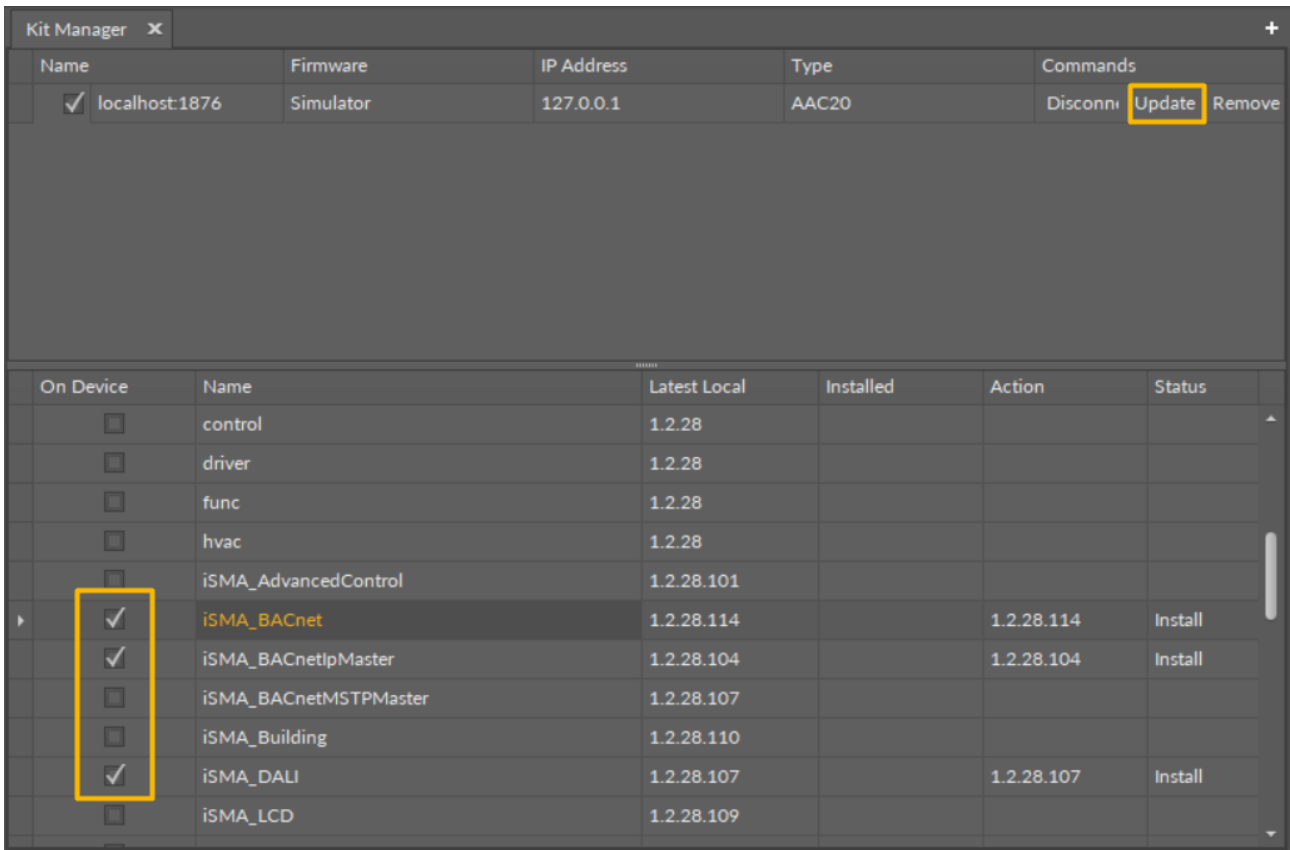 Kit Manager
Name Firmware IP Address Type Commands
localhost:1876 Simulator 127.0.0.1 AAC20 Disconn Update Remove
On Device Name Latest Local Installed Action Status
control 1.2.28
driver 1.2.28
func 1.2.28
hvac 1.2.28
iSMA_AdvancedControl 1.2.28.101
iSMA_BACnet 1.2.28.114 1.2.28.114 Install
iSMA_BACnetIpMaster 1.2.28.104 1.2.28.104 Install
iSMA_BACnetMSTPMaster 1.2.28.107
iSMA_Building 1.2.28.110
iSMA_DALI 1.2.28.107 1.2.28.107 Install
iSMA_LCD 1.2.28.109